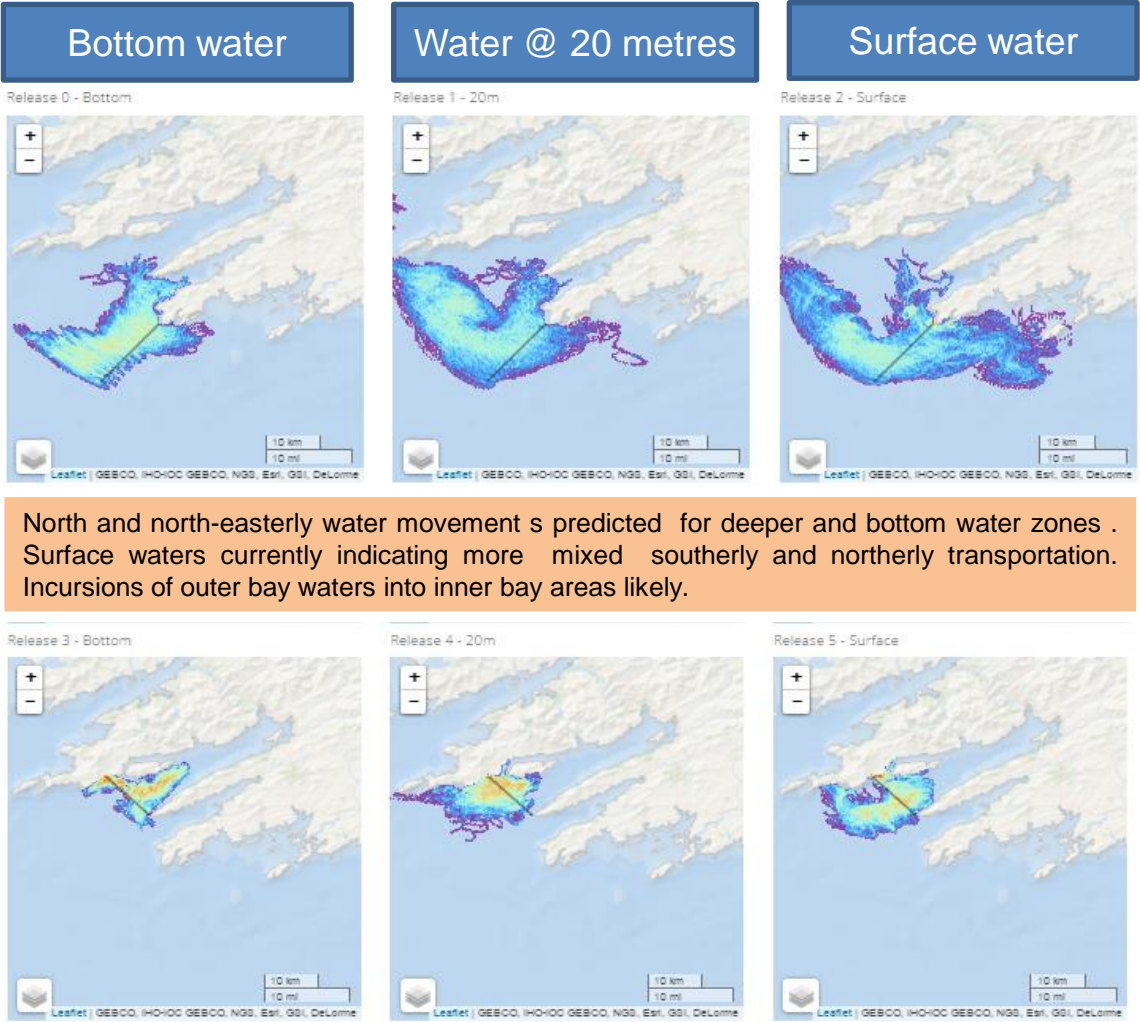 Bottom water
Water @ 20 metres
Surface water
Release 0 - Bottom
Release 1 - 20m
Release 2 - Surface
+
−
+
−
+
−
10 km
10 mi
10 km
10 mi
10 km
10 mi
Leaflet | GEBCO, IHO-IOC GEBCO, NGS, Esri, GSI, DeLorme
Leaflet | GEBCO, IHO-IOC GEBCO, NGS, Esri, GSI, DeLorme
Leaflet | GEBCO, IHO-IOC GEBCO, NGS, Esri, GSI, DeLorme
North and north-easterly water movement s predicted for deeper and bottom water zones .
Surface waters currently indicating more mixed southerly and northerly transportation.
Incursions of outer bay waters into inner bay areas likely.
Release 3 - Bottom
Release 4 - 20m
Release 5 - Surface
+
−
+
−
+
−
10 km
10 mi
10 km
10 mi
10 km
10 mi
Leaflet | GEBCO, IHO-IOC GEBCO, NGS, Esri, GSI, DeLorme
Leaflet | GEBCO, IHO-IOC GEBCO, NGS, Esri, GSI, DeLorme
Leaflet | GEBCO, IHO-IOC GEBCO, NGS, Esri, GSI, DeLorme